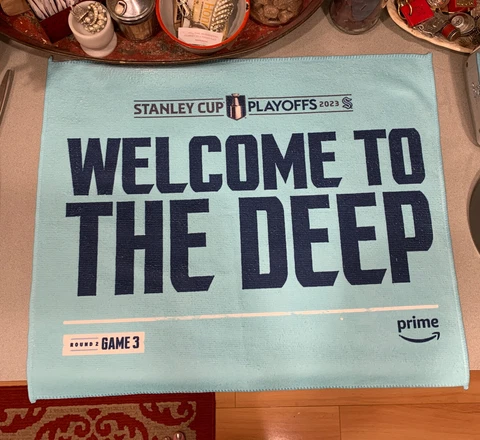 STANLEY CUP PLAYOFFS 2023
WELCOME TO
THE DEEP
prime
ROUND 2 GAME 3